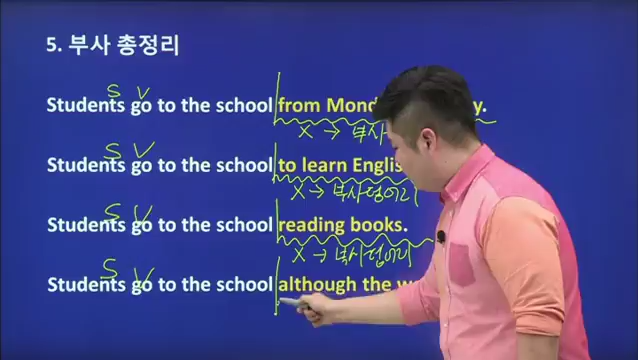 5. 부사 총정리
S V
Students go to the school from Mond y.
X → 부사
S V
Students go to the school to learn Englis
X → 부사덩어리
S V
Students go to the school reading books.
X → 부사덩어리
S V
Students go to the school although the w